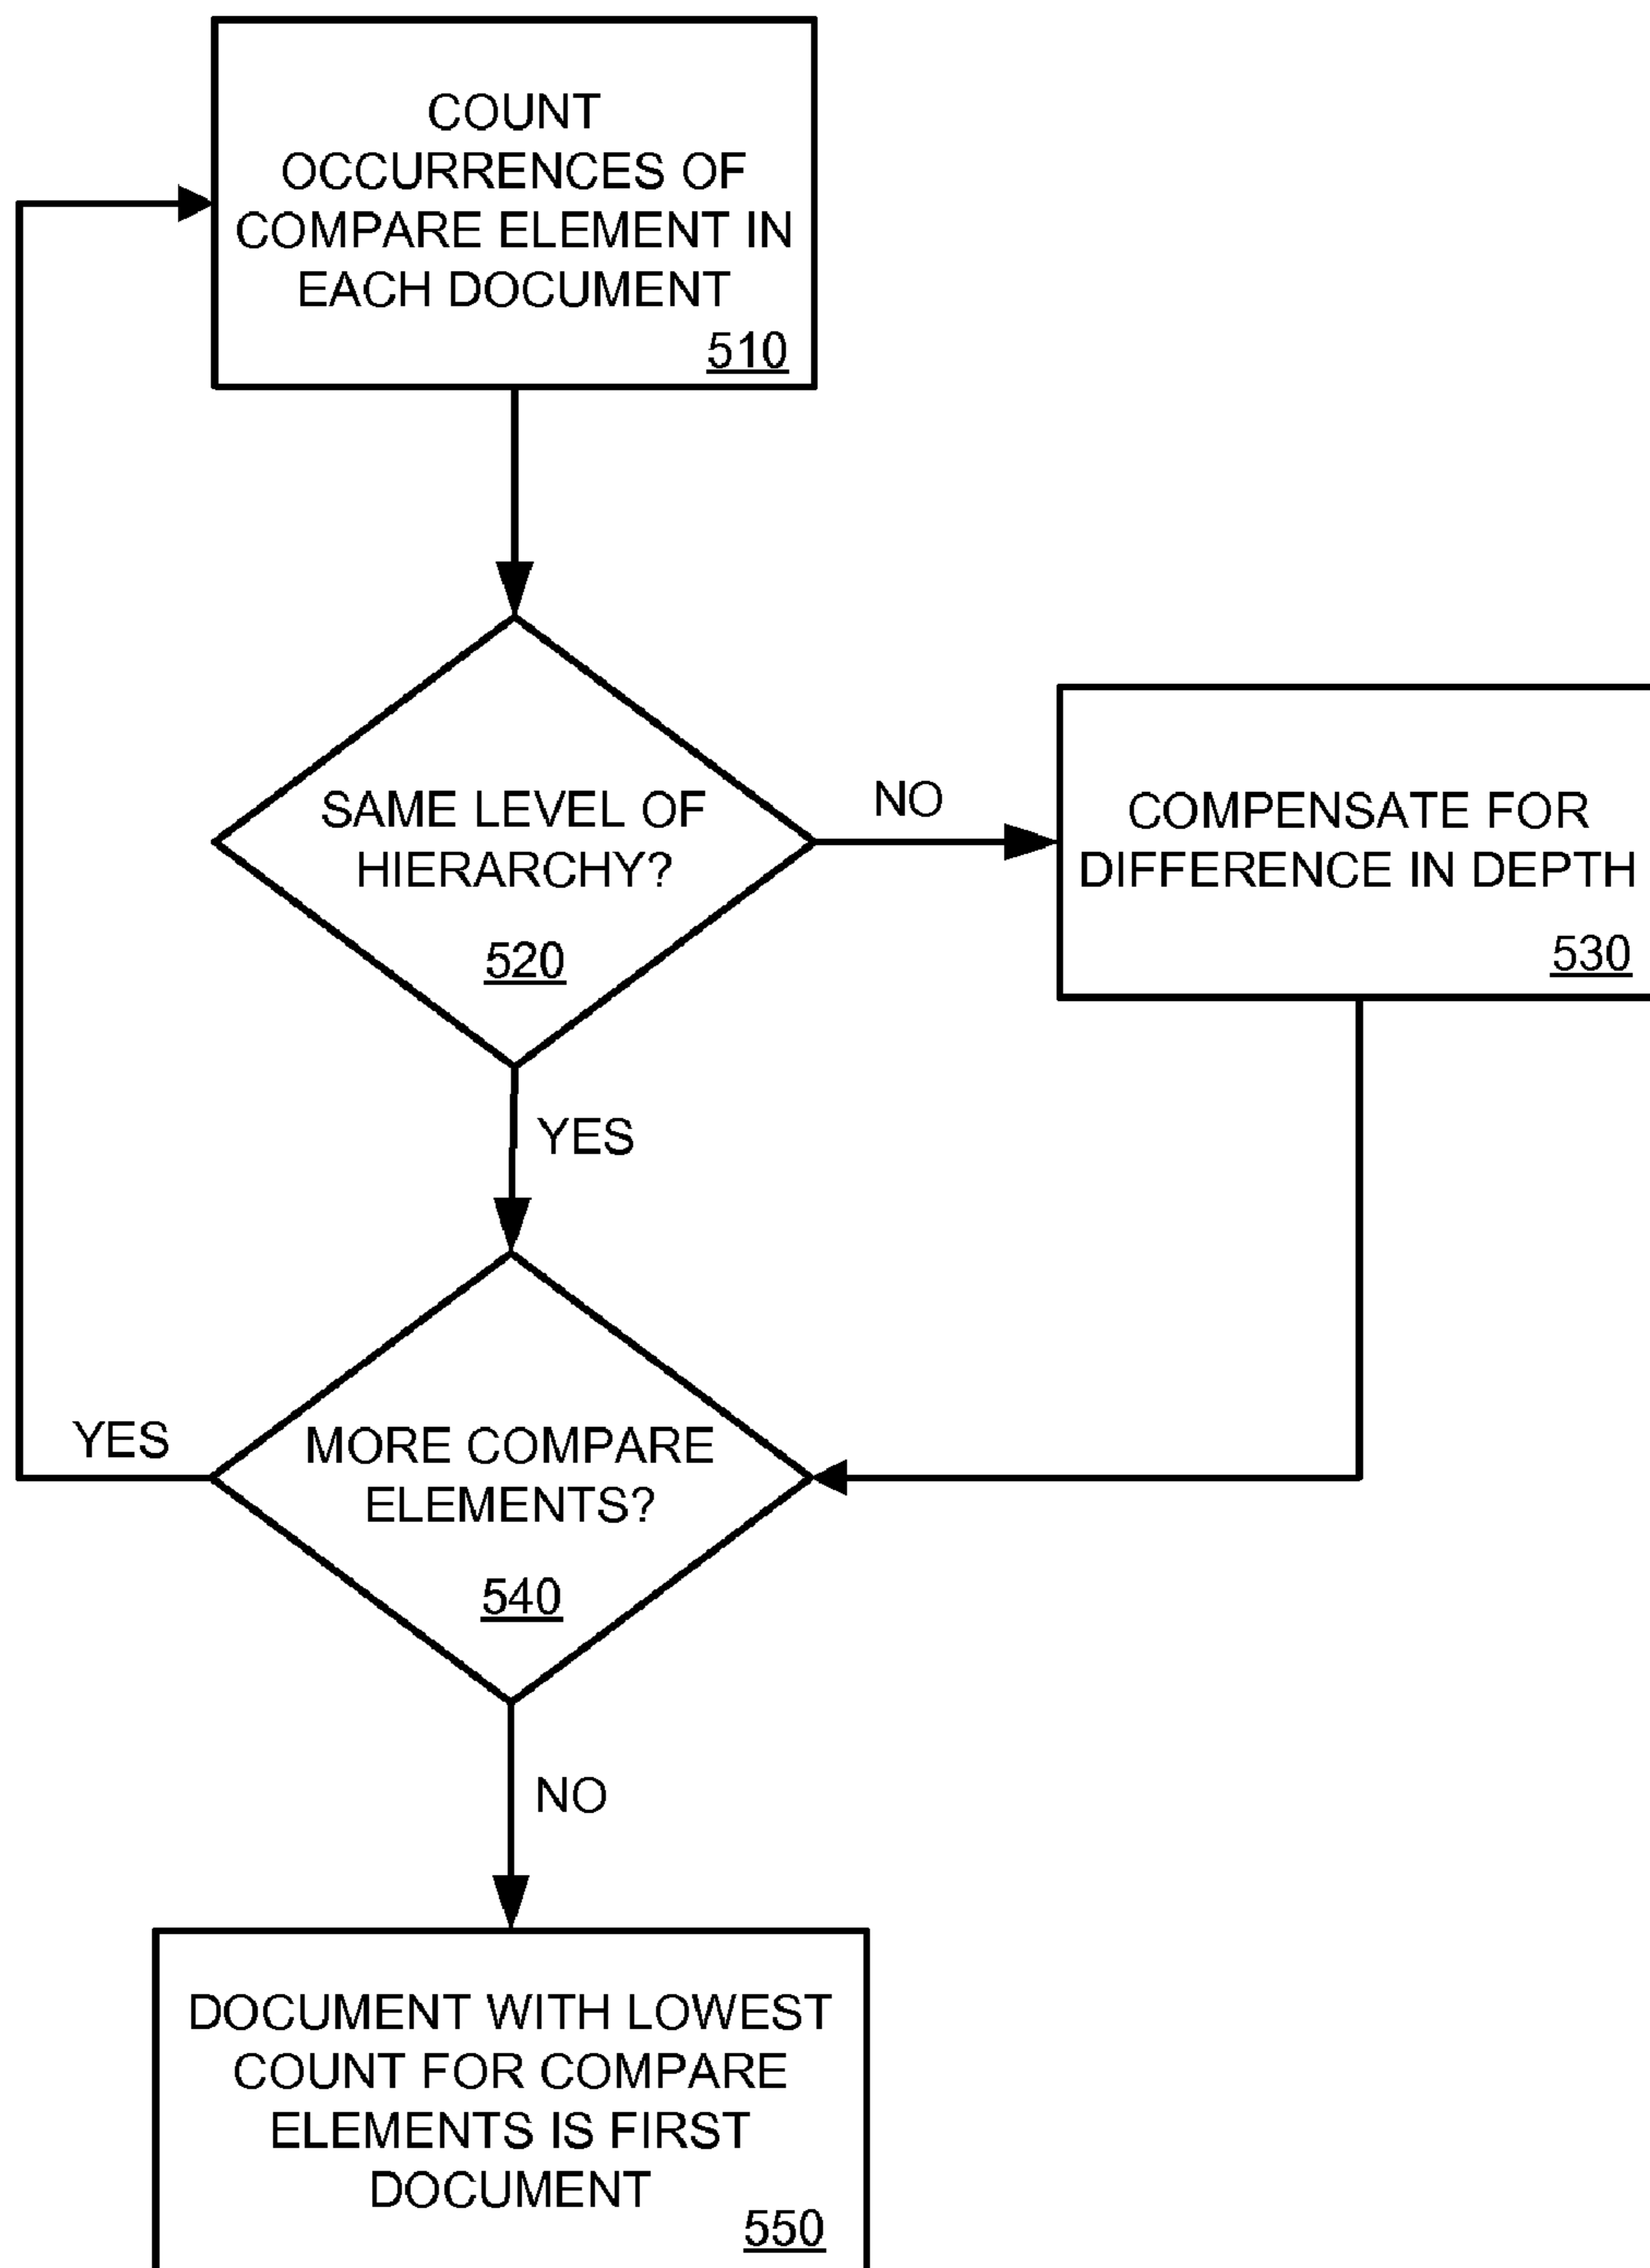 COUNT
OCCURRENCES OF
COMPARE ELEMENT IN
EACH DOCUMENT
510
SAME LEVEL OF
HIERARCHY?
520
NO
COMPENSATE FOR
DIFFERENCE IN DEPTH
530
YES
YES
MORE COMPARE
ELEMENTS?
540
NO
DOCUMENT WITH LOWEST
COUNT FOR COMPARE
ELEMENTS IS FIRST
DOCUMENT
550